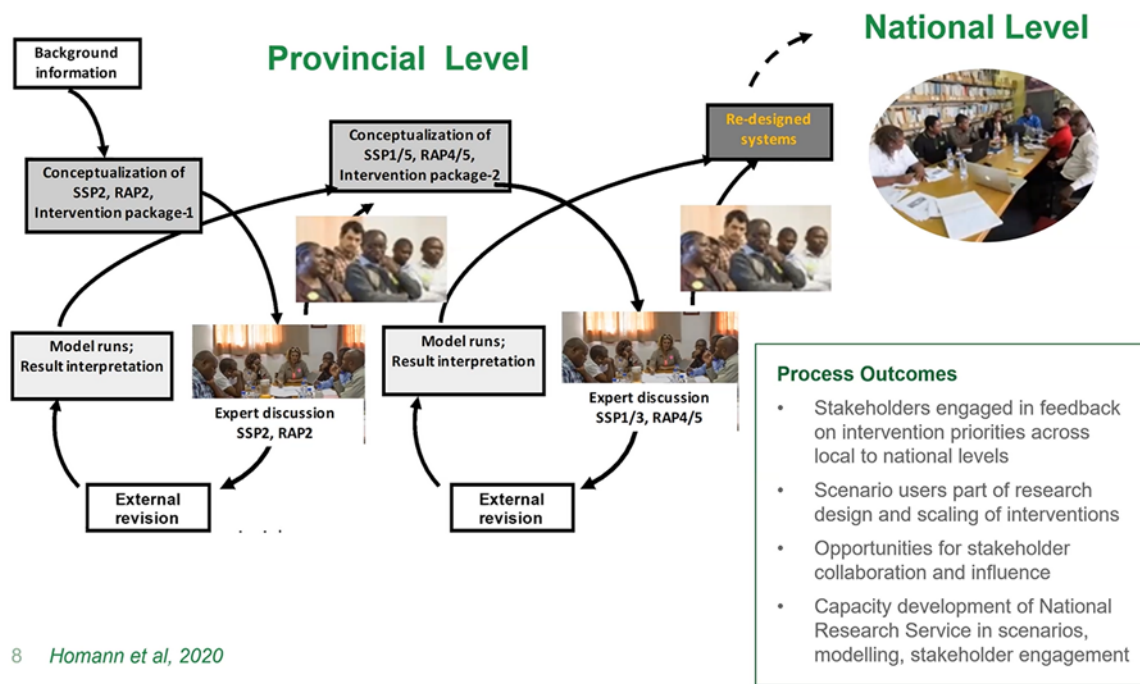 National Level
Provincial Level
Background
information
Conceptualization of
SSP2, RAP2,
Intervention package-1
Conceptualization of
SSP1/5, RAP4/5,
Intervention package-2
Re-designed
systems
Model runs;
Result interpretation
Expert discussion
SSP2, RAP2
External
revision
. . .
Model runs;
Result interpretation
Expert discussion
SSP1/3, RAP4/5
External
revision
Process Outcomes
• Stakeholders engaged in feedback
on intervention priorities across
local to national levels
• Scenario users part of research
design and scaling of interventions
• Opportunities for stakeholder
collaboration and influence
• Capacity development of National
Research Service in scenarios,
modelling, stakeholder engagement
8 Homann et al, 2020